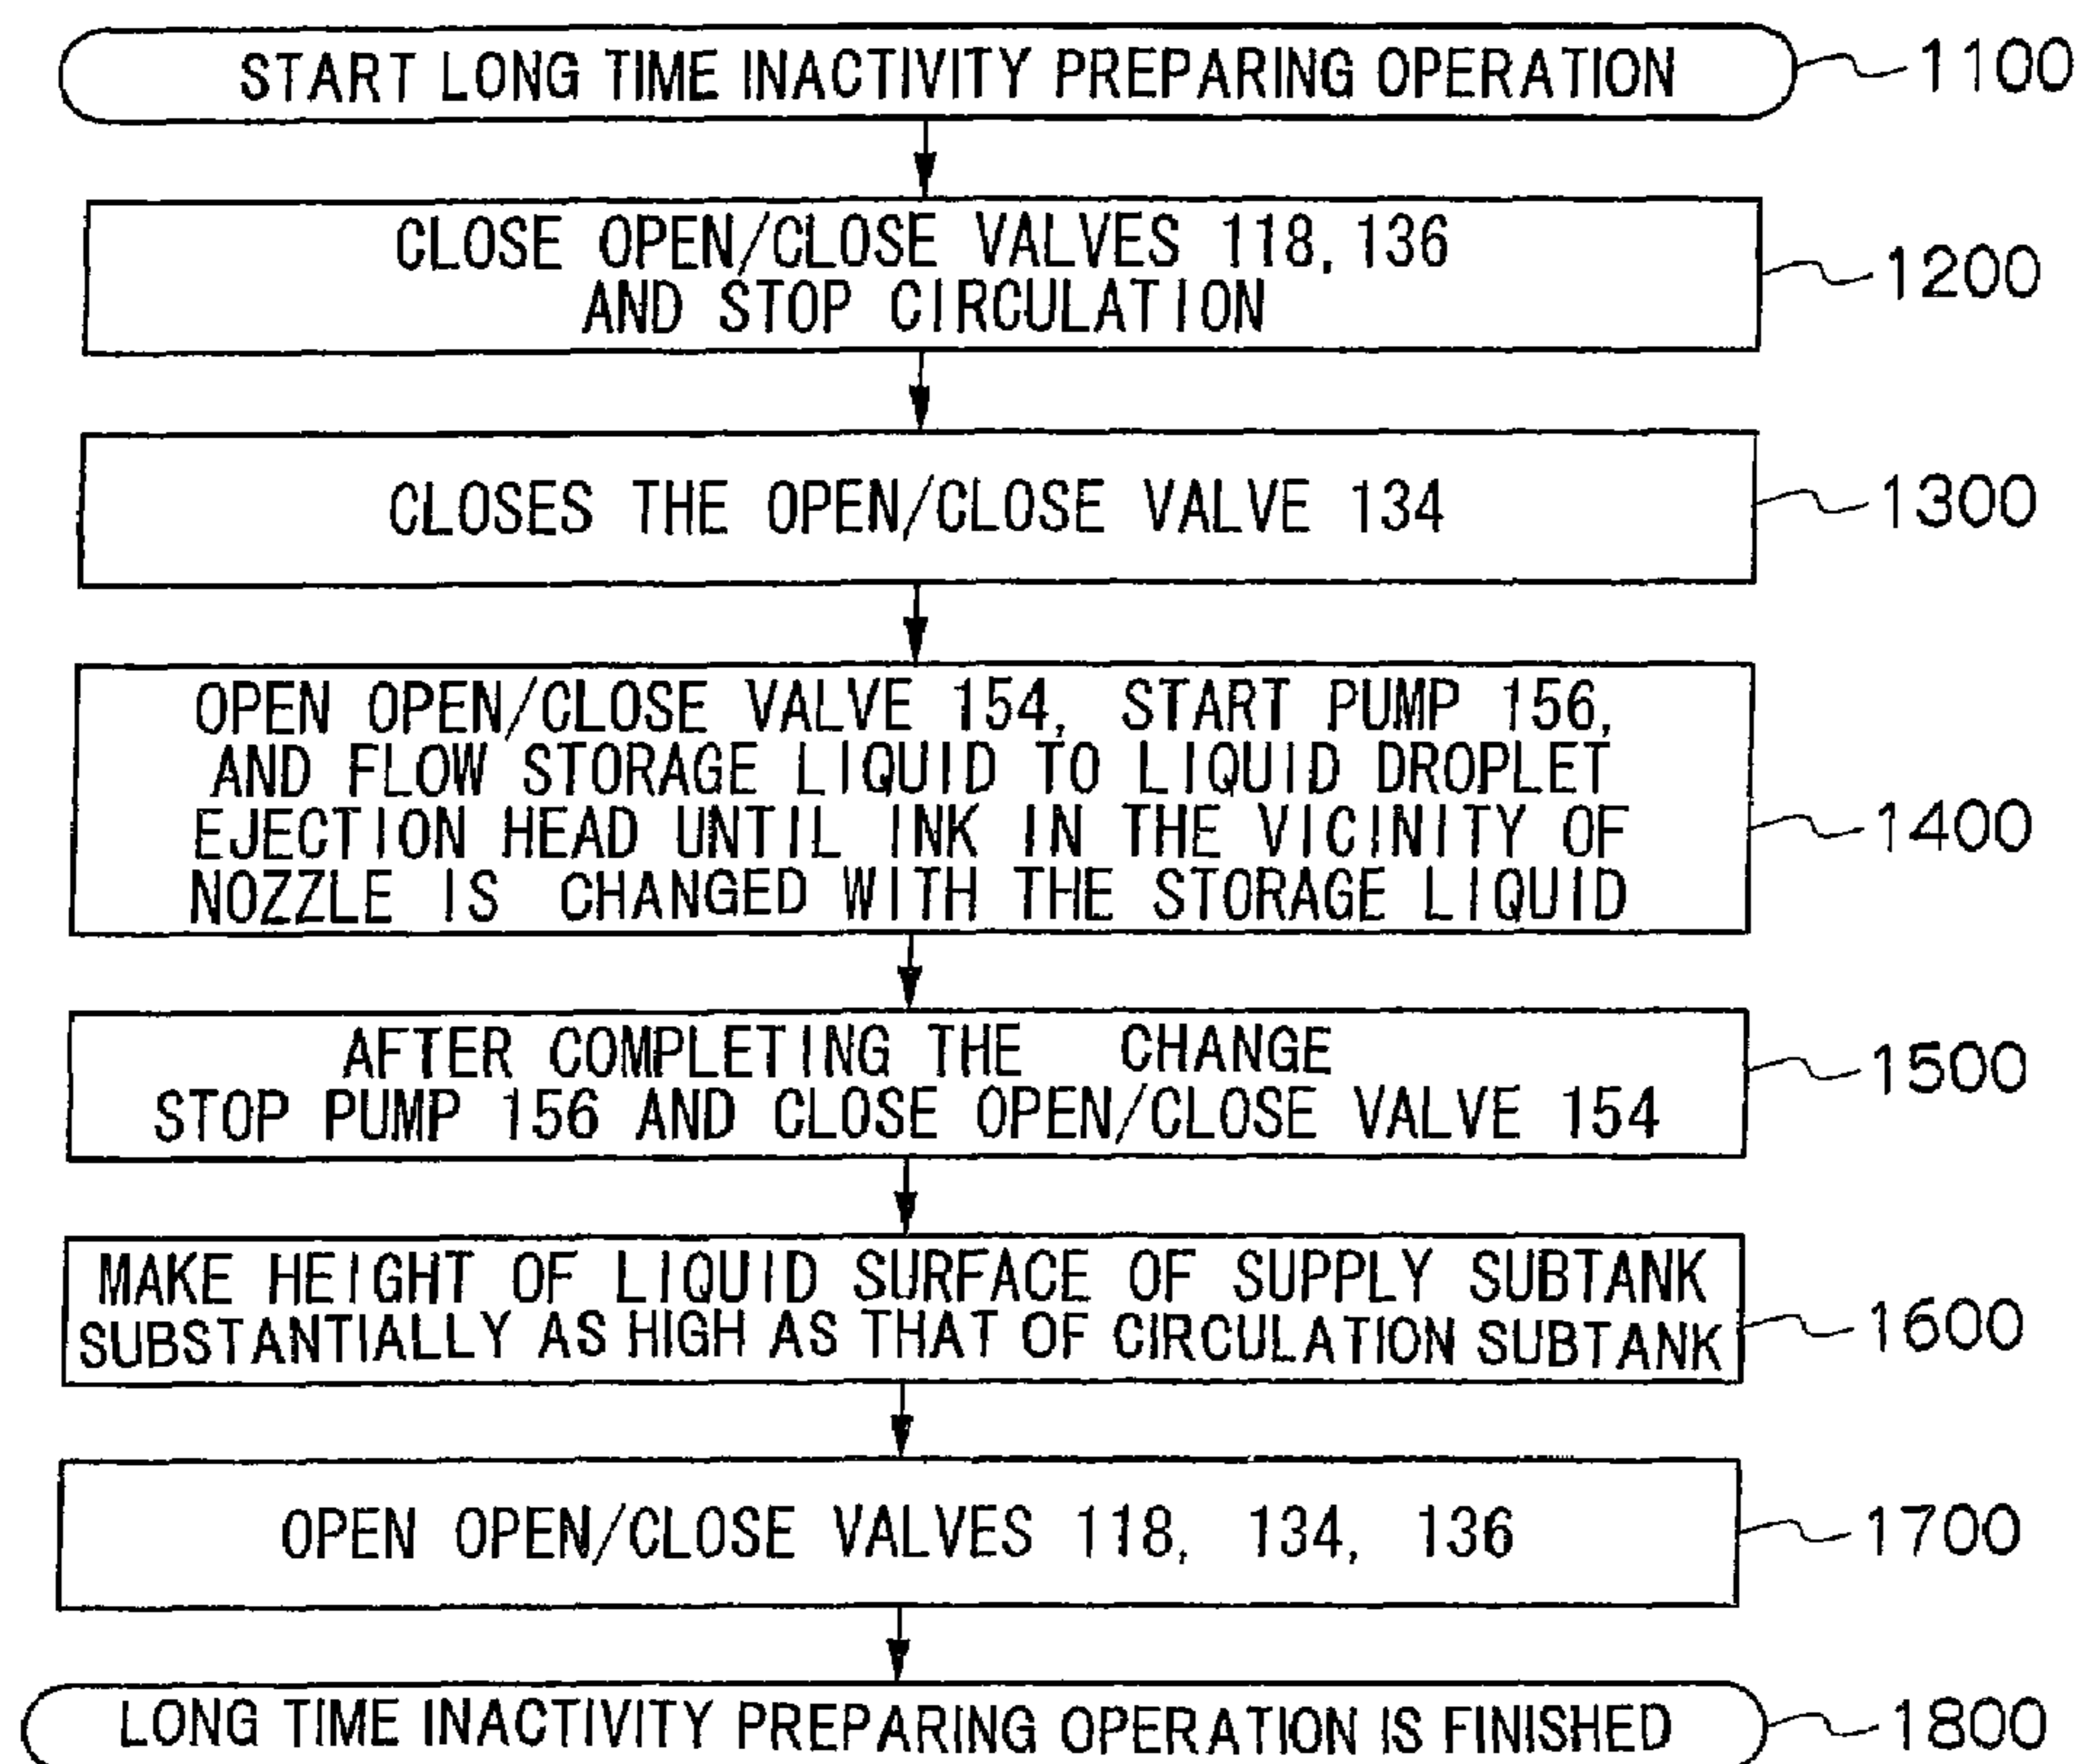 START LONG TIME INACTIVITY PREPARING OPERATION
1100
CLOSE OPEN/CLOSE VALVES 118, 136
AND STOP CIRCULATION
1200
CLOSES THE OPEN/CLOSE VALVE 134
1300
OPEN OPEN/CLOSE VALVE 154, START PUMP 156,
AND FLOW STORAGE LIQUID TO LIQUID DROPLET
EJECTION HEAD UNTIL INK IN THE VICINITY OF
NOZZLE IS CHANGED WITH THE STORAGE LIQUID
1400
AFTER COMPLETING THE CHANGE
STOP PUMP 156 AND CLOSE OPEN/CLOSE VALVE 154
1500
MAKE HEIGHT OF LIQUID SURFACE OF SUPPLY SUBTANK
SUBSTANTIALLY AS HIGH AS THAT OF CIRCULATION SUBTANK
1600
OPEN OPEN/CLOSE VALVES 118, 134, 136
1700
LONG TIME INACTIVITY PREPARING OPERATION IS FINISHED
1800